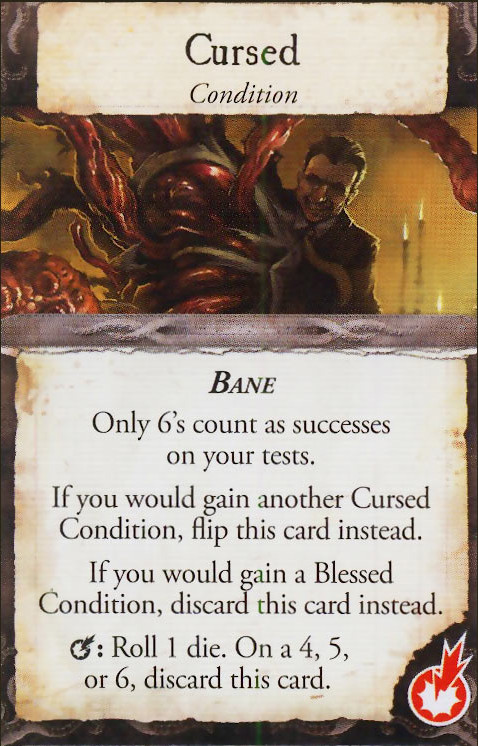 Cursed
Condition
BANE
Only 6's count as successes
on your tests.
If you would gain another Cursed
Condition, flip this card instead.
If you would gain a Blessed
Condition, discard this card instead.
: Roll 1 die. On a 4, 5,
or 6, discard this card.